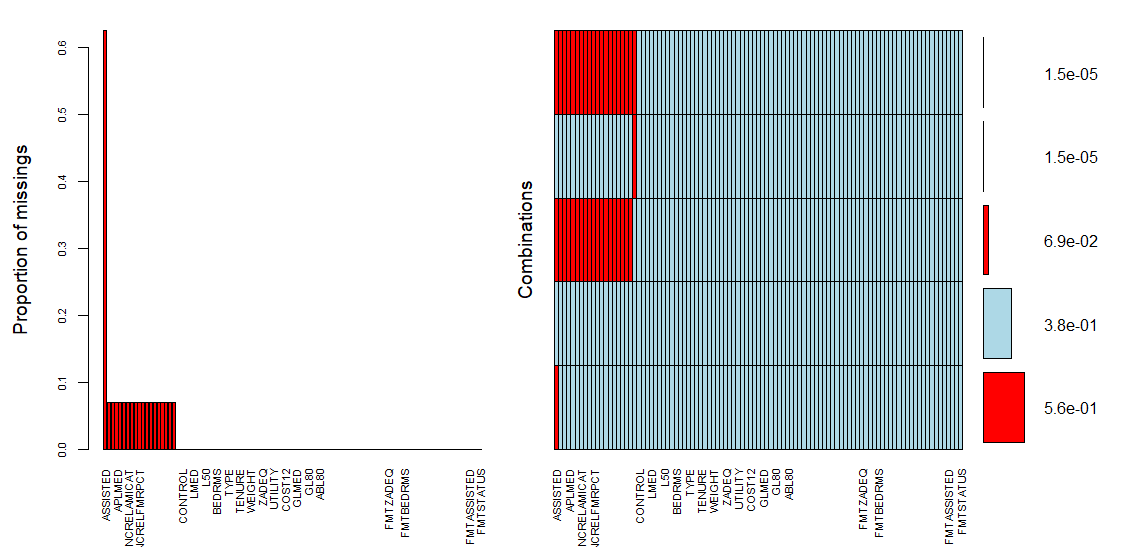 Proportion of missings
0.6
0.5
0.4
0.3
0.2
0.1
0.0
ASSISTED
APLMED
NCRELAMICAT
NCRELFMRPCT
CONTROL
LMED
L50
BEDRMS
TYPE
TENURE
WEIGHT
ZADEQ
UTILITY
COST12
GLMED
GL80
ABL80
FMTZADEQ
FMTBEDRMS
FMTASSISTED
FMTSTATUS
Combinations
ASSISTED
APLMED
NCRELAMICAT
NCRELFMRPCT
CONTROL
LMED
L50
BEDRMS
TYPE
TENURE
WEIGHT
ZADEQ
UTILITY
COST12
GLMED
GL80
ABL80
FMTZADEQ
FMTBEDRMS
FMTASSISTED
FMTSTATUS
1.5e-05
1.5e-05
6.9e-02
3.8e-01
5.6e-01